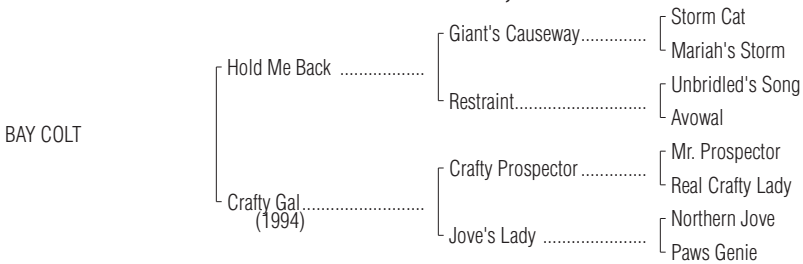 Storm Cat
Giant's Causeway..............
Mariah's Storm
Hold Me Back ..................
Unbridled's Song
Restraint............................
Avowal
BAY COLT
Mr. Prospector
Crafty Prospector ..............
Real Crafty Lady
Crafty Gal..........................
(1994)
Northern Jove
Jove's Lady ......................
Paws Genie